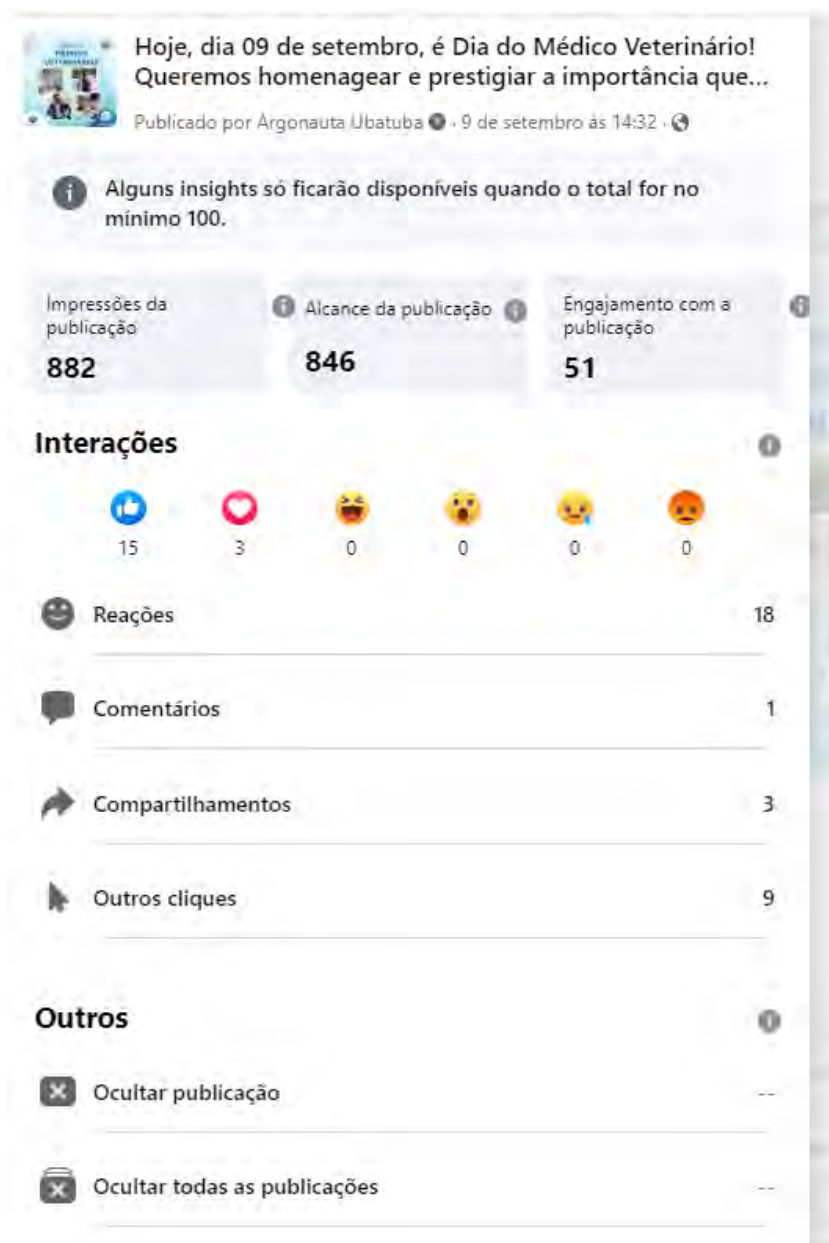 Hoje, dia 09 de setembro, é Dia do Médico Veterinário!
Queremos homenagear e prestigiar a importância que...
Publicado por Argonauta Ubatuba · 9 de setembro às 14:32 ·
Alguns insights só ficarão disponíveis quando o total for no
mínimo 100.
Impressões da
publicação
882
Alcance da publicação
846
Engajamento com a
publicação
51
Interações
15 3 0 0 0 0
Reações 18
Comentários 1
Compartilhamentos 3
Outros cliques 9
Outros
Ocultar publicação --
Ocultar todas as publicações --